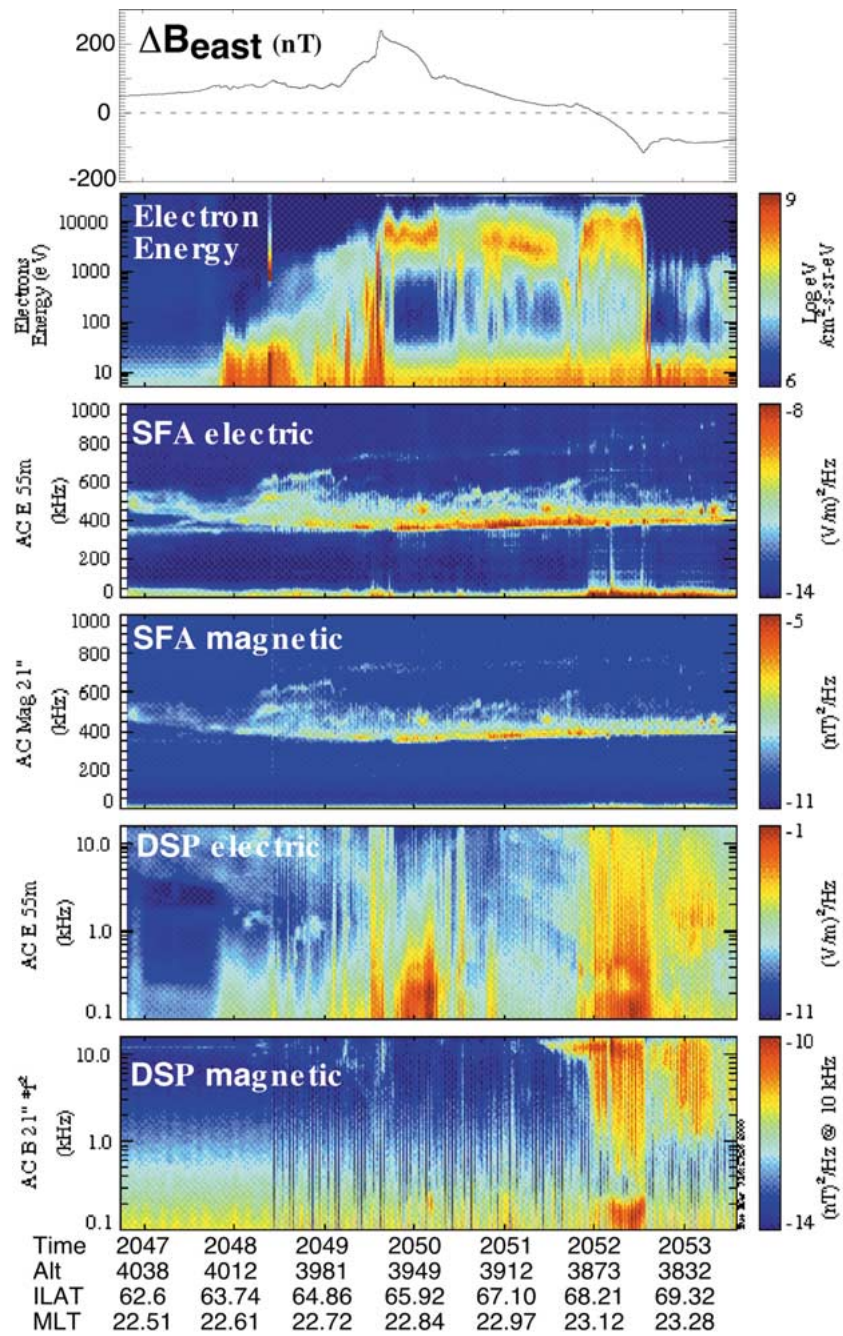 ΔBeast (nT)
200
0
-200
Electron
Energy
Electrons
Energy (eV)
10000
1000
100
10
9
6
Log eV
/cm²-s-sr-eV
SFA electric
AC E 55m
(kHz)
1000
800
600
400
200
0
-8
-14
(V/m)²/Hz
SFA magnetic
AC Mag 21"
(kHz)
1000
800
600
400
200
0
-5
-11
(nT)²/Hz
DSP electric
AC E 55m
(kHz)
10.0
1.0
0.1
-1
-11
(V/m)²/Hz
DSP magnetic
AC B 21" *f²
(kHz)
10.0
1.0
0.1
-10
-14
(nT)²/Hz @ 10 kHz
Time 2047 2048 2049 2050 2051 2052 2053
Alt 4038 4012 3981 3949 3912 3873 3832
ILAT 62.6 63.74 64.86 65.92 67.10 68.21 69.32
MLT 22.51 22.61 22.72 22.84 22.97 23.12 23.28